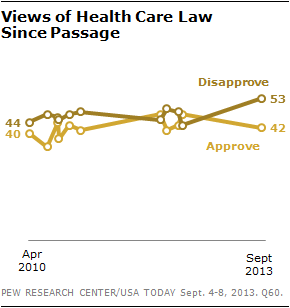 Views of Health Care Law
Since Passage
Disapprove
53
44
40
42
Approve
Apr
2010
Sept
2013
PEW RESEARCH CENTER/USA TODAY Sept. 4-8, 2013. Q60.